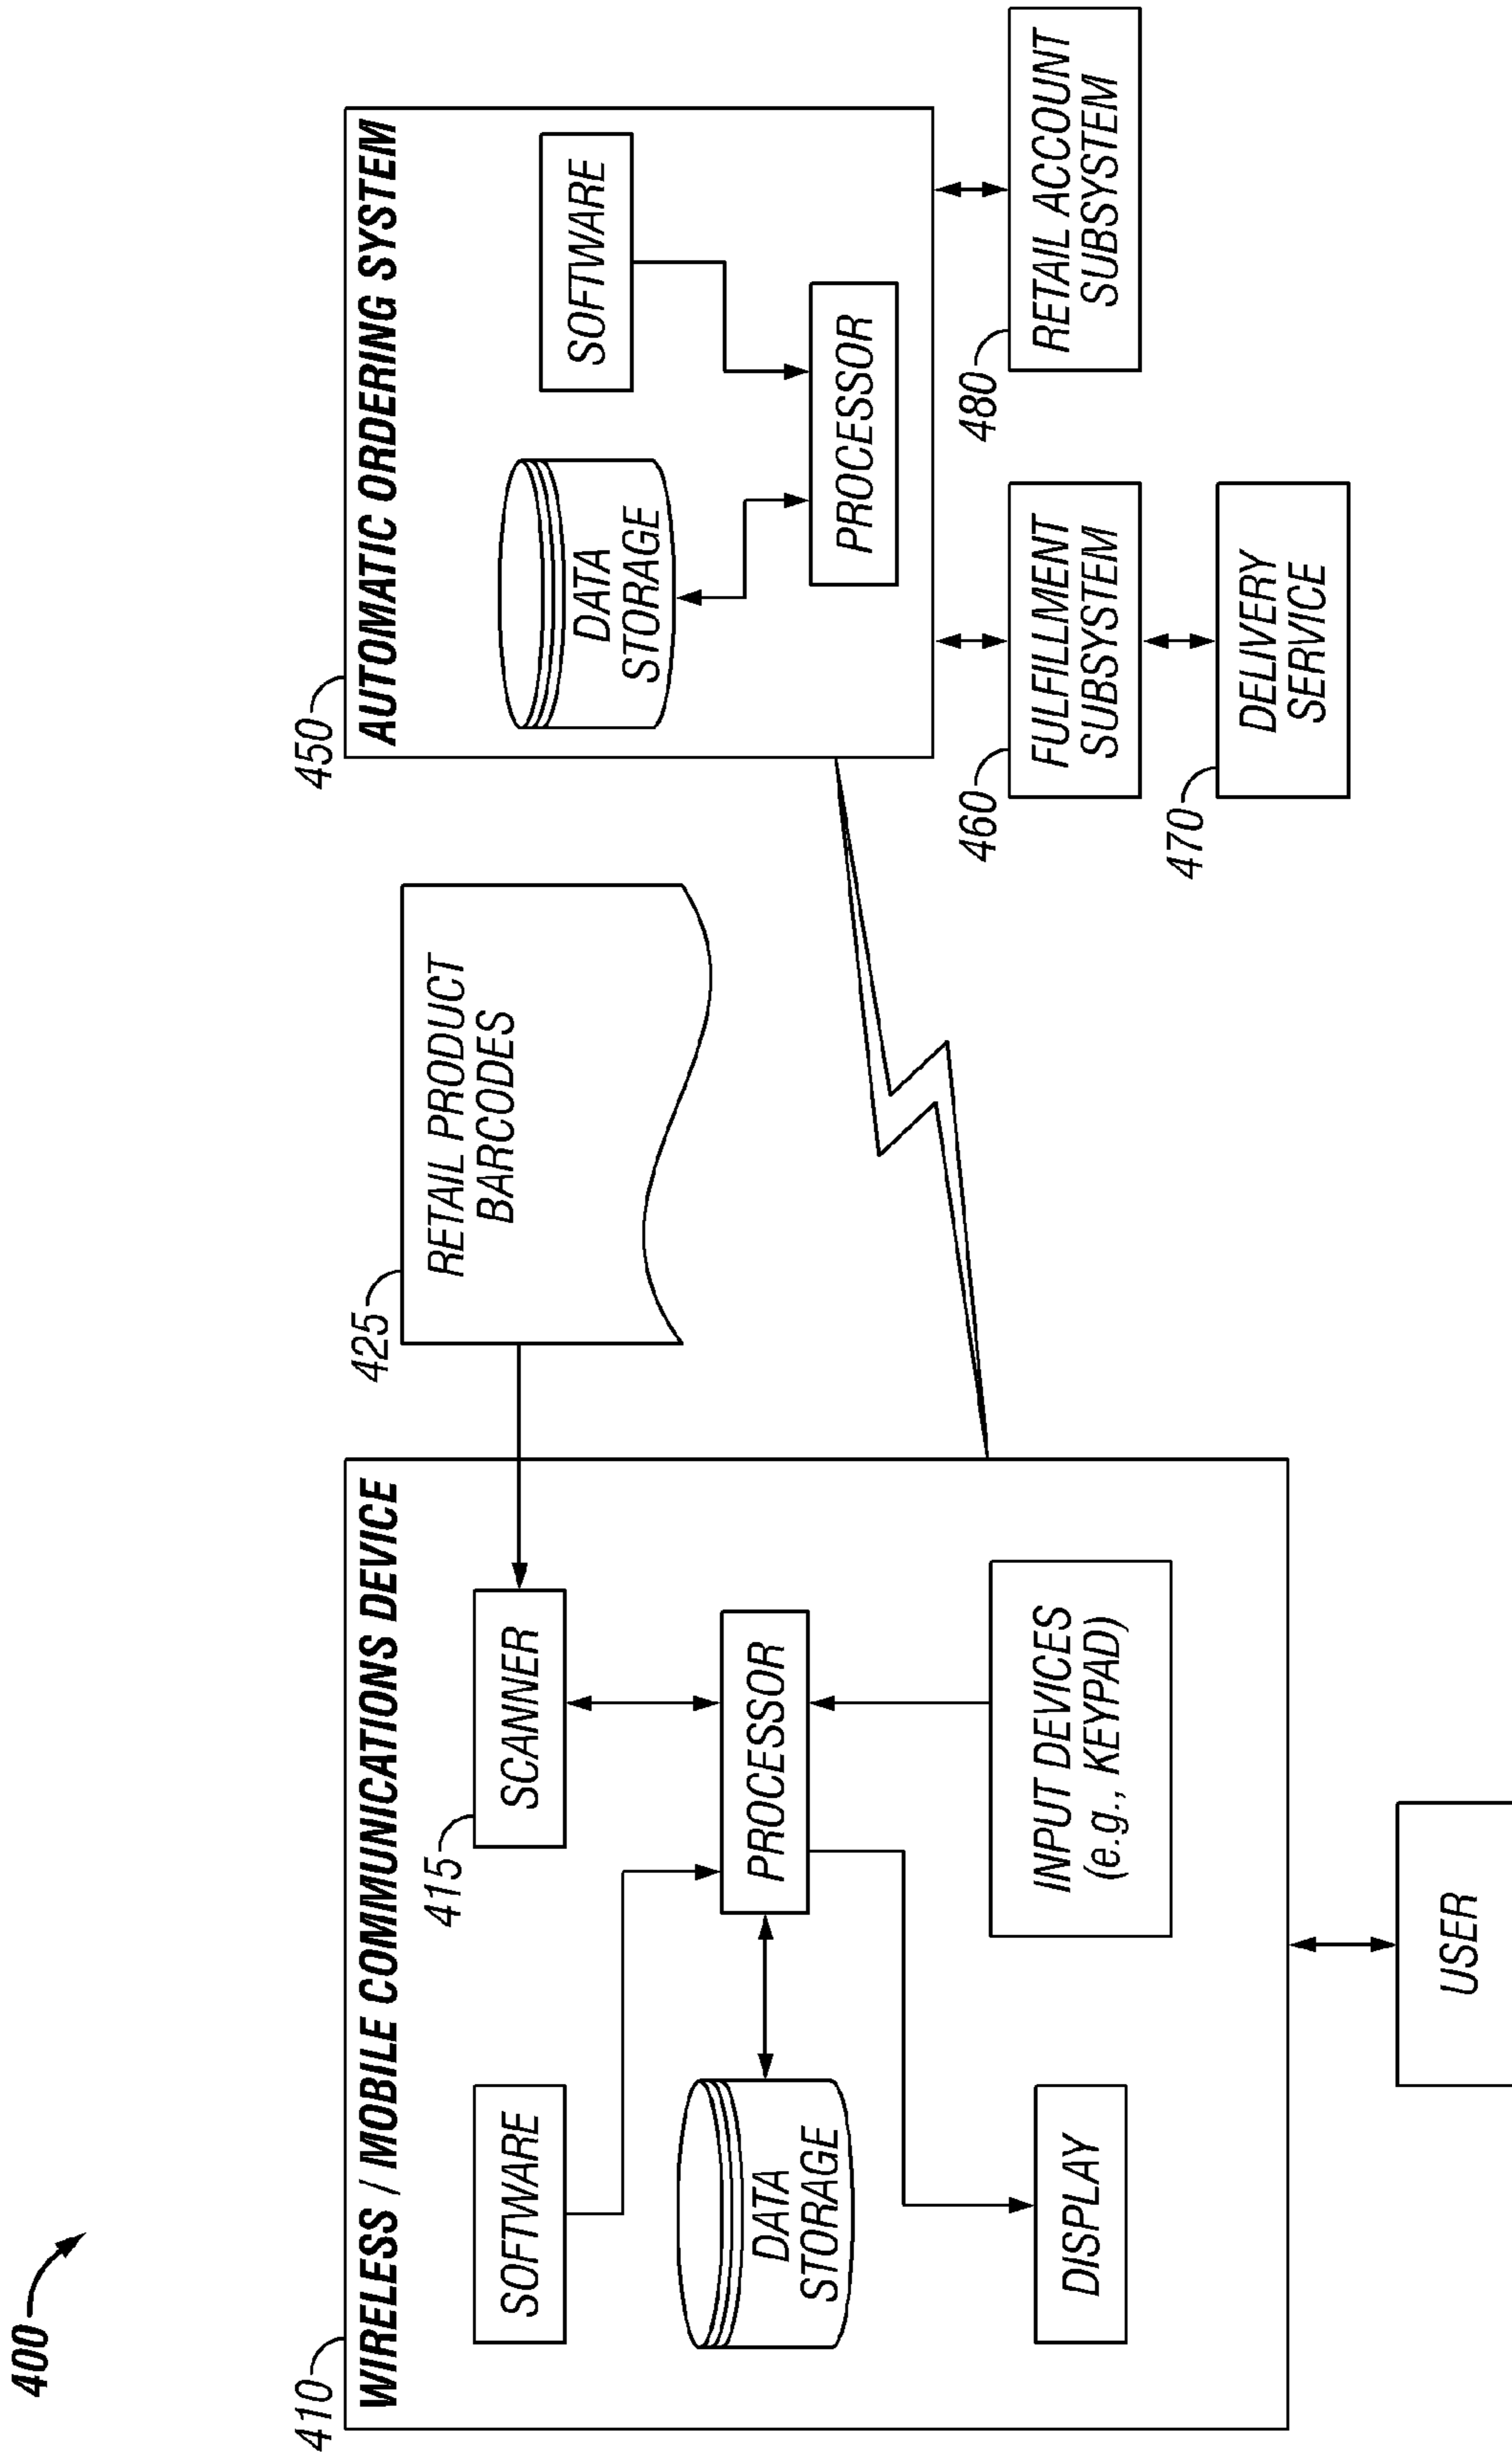 400
410
WIRELESS / MOBILE COMMUNICATIONS DEVICE
SOFTWARE
415
SCANNER
DATA
STORAGE
PROCESSOR
DISPLAY
INPUT DEVICES
(e.g., KEYPAD)
USER
425
RETAIL PRODUCT
BARCODES
450
AUTOMATIC ORDERING SYSTEM
DATA
STORAGE
SOFTWARE
PROCESSOR
460
FULFILLMENT
SUBSYSTEM
470
DELIVERY
SERVICE
480
RETAIL ACCOUNT
SUBSYSTEM